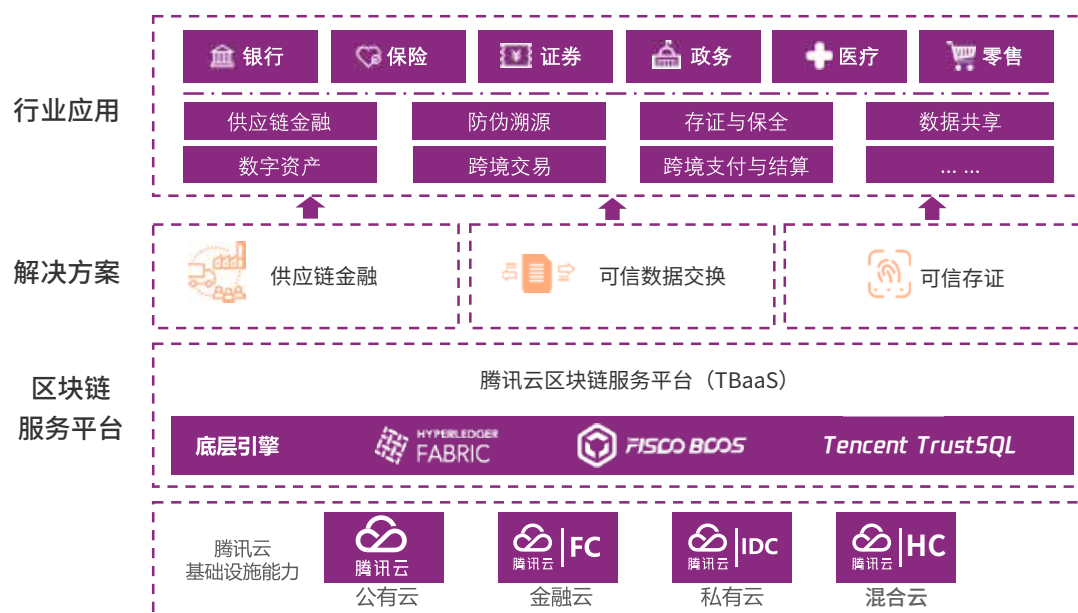 银行 保险 证券 政务 医疗 零售
行业应用
供应链金融 防伪溯源 存证与保全 数据共享
数字资产 跨境交易 跨境支付与结算 ... ...
解决方案
供应链金融 可信数据交换 可信存证
区块链
服务平台
腾讯云区块链服务平台（TBaaS）
底层引擎 HYPERLEDGER FABRIC FISCO BCOS Tencent TrustSQL
腾讯云
基础设施能力
腾讯云 腾讯云 FC 腾讯云 IDC 腾讯云 HC
公有云 金融云 私有云 混合云